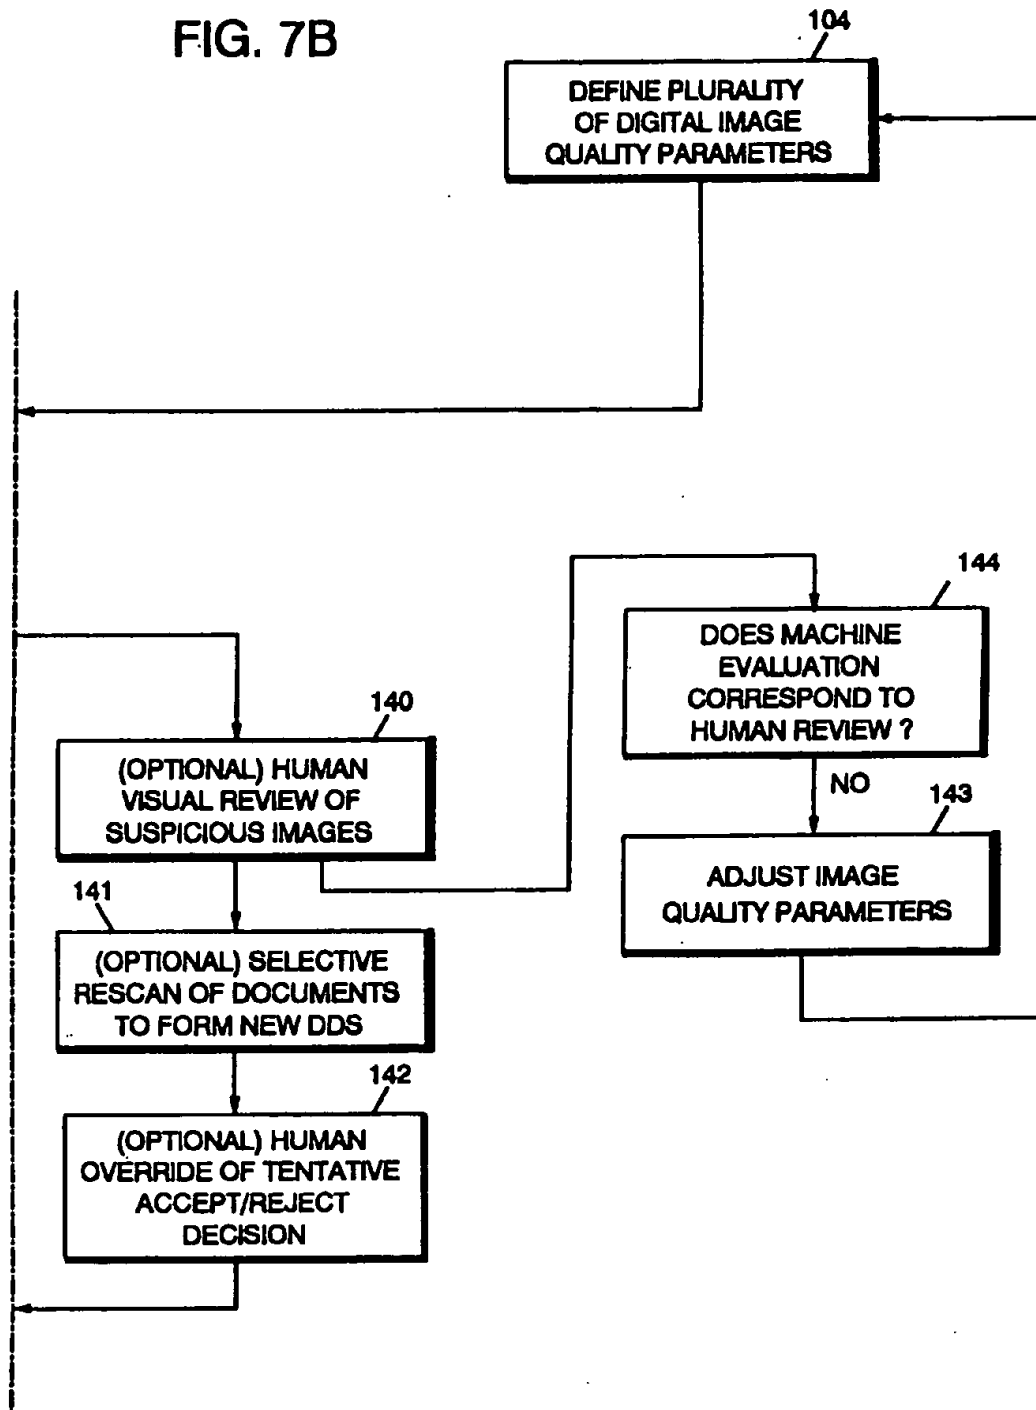 FIG. 7B
104
DEFINE PLURALITY
OF DIGITAL IMAGE
QUALITY PARAMETERS
144
DOES MACHINE
EVALUATION
CORRESPOND TO
HUMAN REVIEW ?
NO
140
(OPTIONAL) HUMAN
VISUAL REVIEW OF
SUSPICIOUS IMAGES
143
ADJUST IMAGE
QUALITY PARAMETERS
141
(OPTIONAL) SELECTIVE
RESCAN OF DOCUMENTS
TO FORM NEW DDS
142
(OPTIONAL) HUMAN
OVERRIDE OF TENTATIVE
ACCEPT/REJECT
DECISION